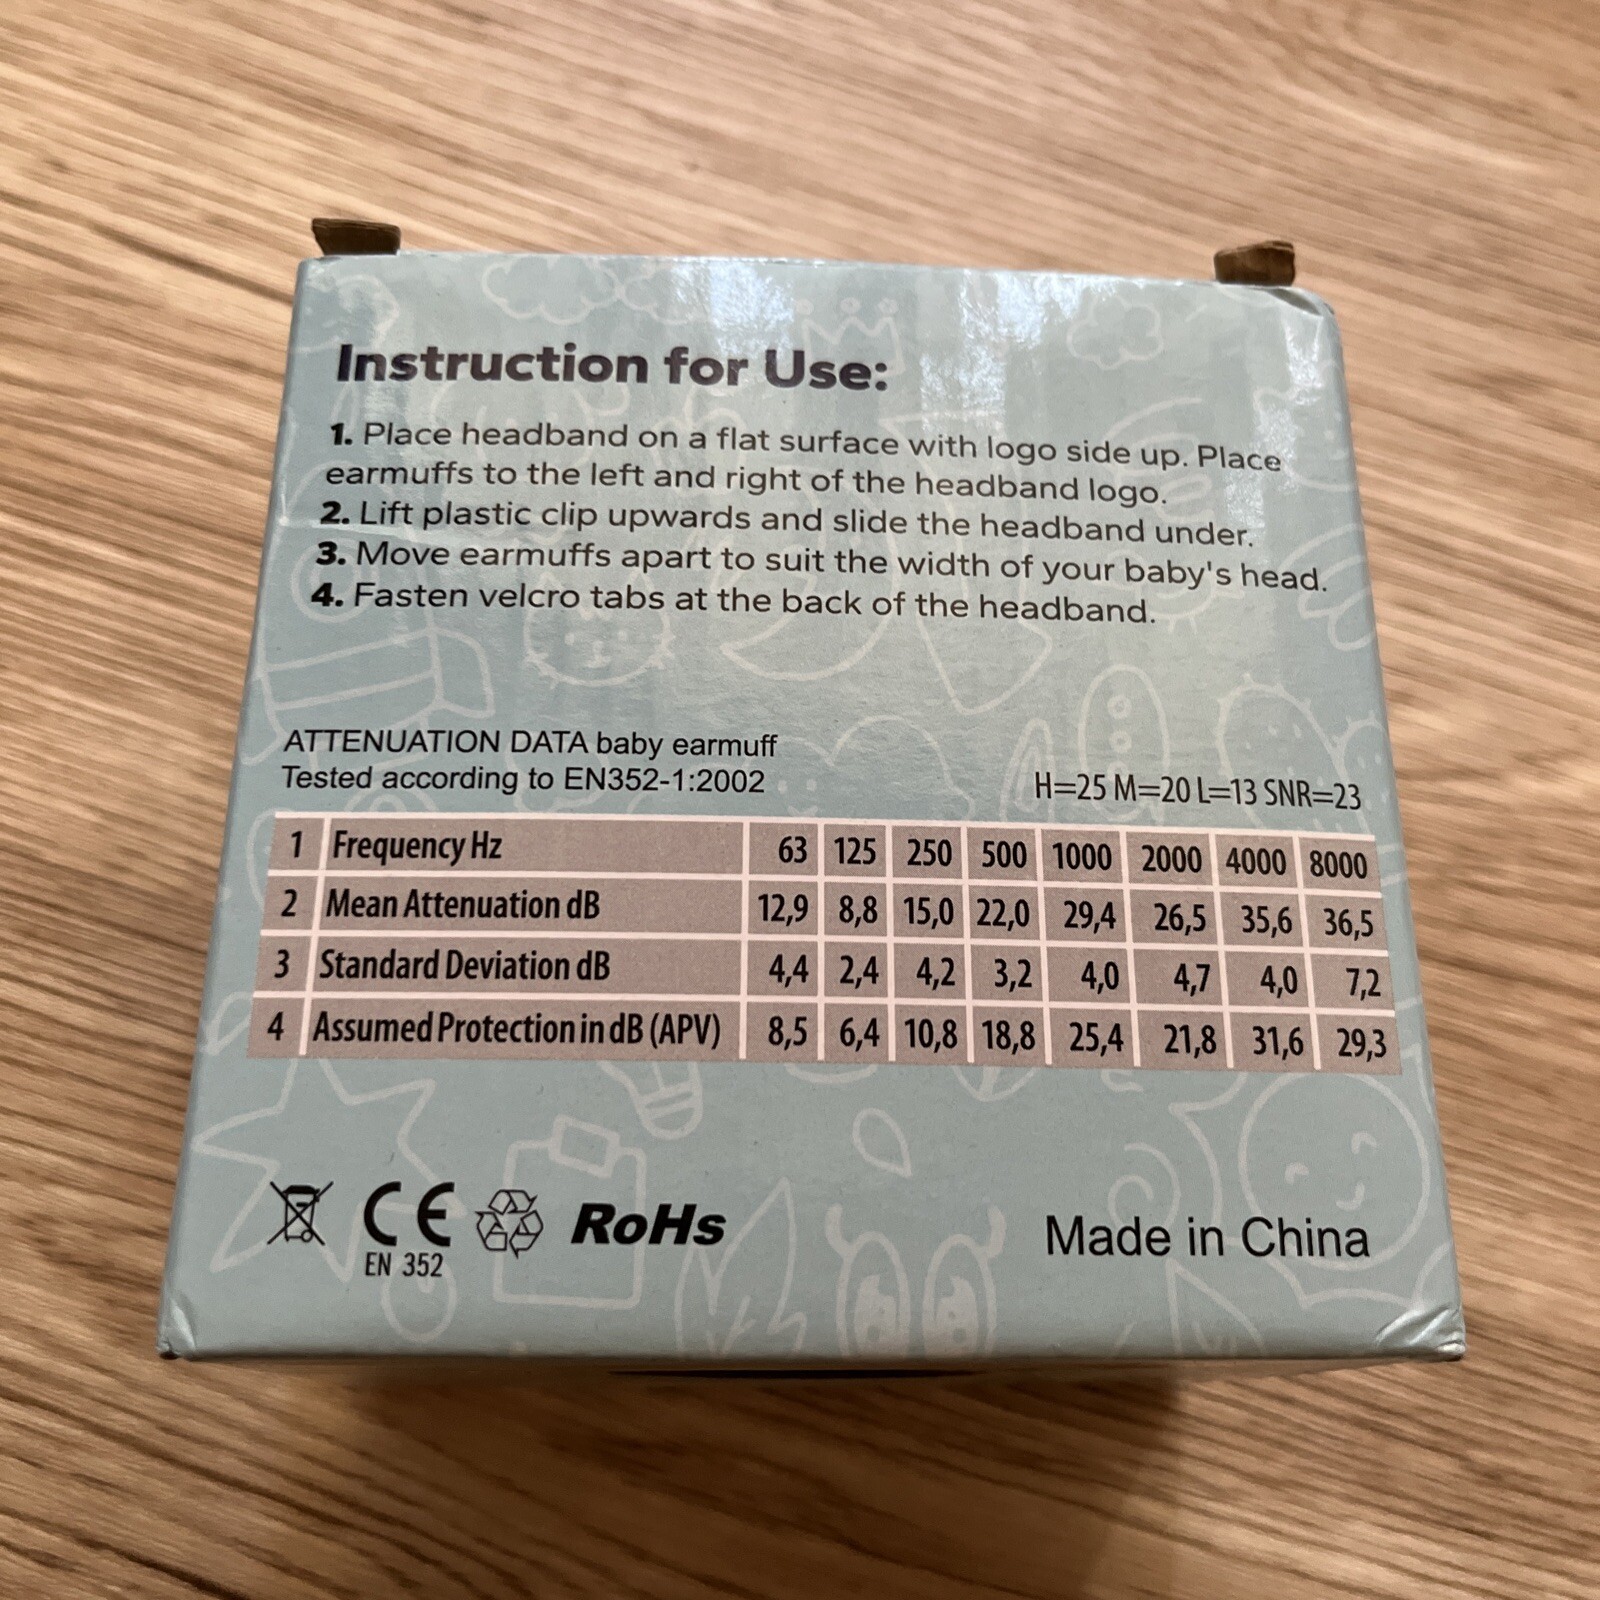 Instruction for Use:
1. Place headband on a flat surface with logo side up. Place
earmuffs to the left and right of the headband logo.
2. Lift plastic clip upwards and slide the headband under.
3. Move earmuffs apart to suit the width of your baby's head.
4. Fasten velcro tabs at the back of the headband.
ATTENUATION DATA baby earmuff
Tested according to EN352-1:2002
H=25 M=20 L=13 SNR=23
1 Frequency Hz 63 125 250 500 1000 2000 4000 8000
2 Mean Attenuation dB 12,9 8,8 15,0 22,0 29,4 26,5 35,6 36,5
3 Standard Deviation dB 4,4 2,4 4,2 3,2 4,0 4,7 4,0 7,2
4 Assumed Protection in dB (APV) 8,5 6,4 10,8 18,8 25,4 21,8 31,6 29,3
CE RoHs
EN 352
Made in China